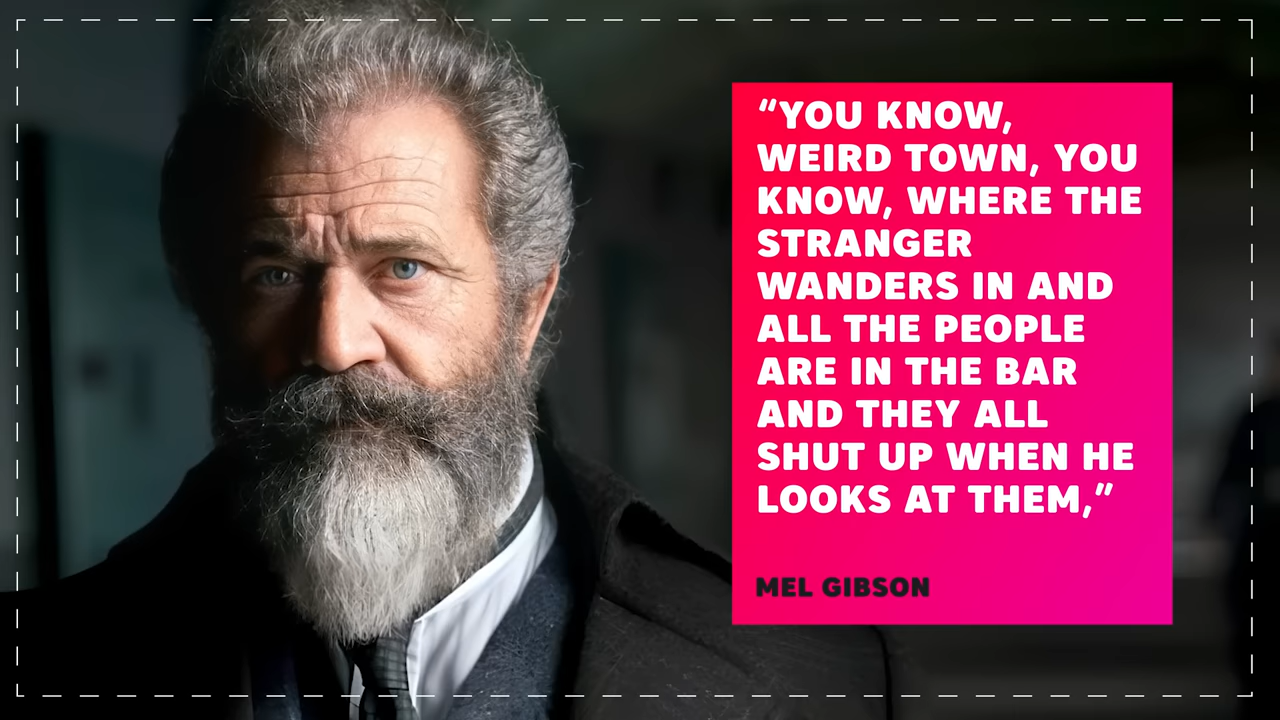 “YOU KNOW,
WEIRD TOWN, YOU
KNOW, WHERE THE
STRANGER
WANDERS IN AND
ALL THE PEOPLE
ARE IN THE BAR
AND THEY ALL
SHUT UP WHEN HE
LOOKS AT THEM,”
MEL GIBSON